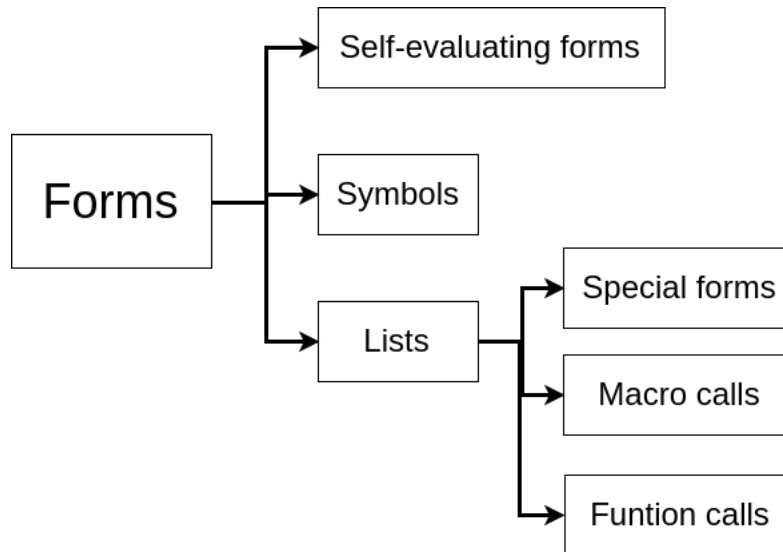 Self-evaluating forms
Forms
Symbols
Lists
Special forms
Macro calls
Funtion calls